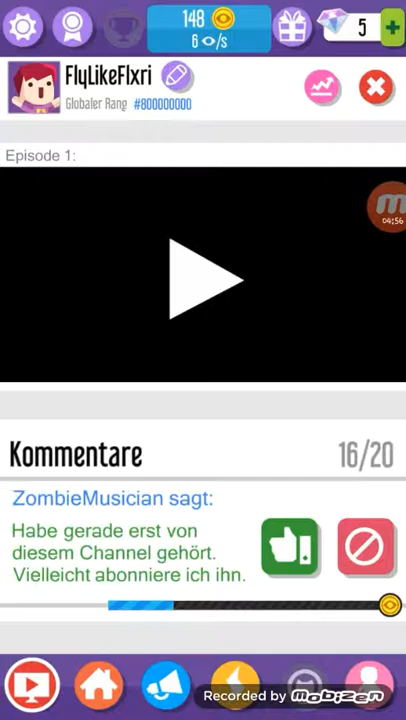 148
6 /s
5
FlyLikeFlxri
Globaler Rang #800000000
Episode 1:
04:56
Kommentare 16/20
ZombieMusician sagt:
Habe gerade erst von
diesem Channel gehört.
Vielleicht abonniere ich ihn.
Recorded by mobizen